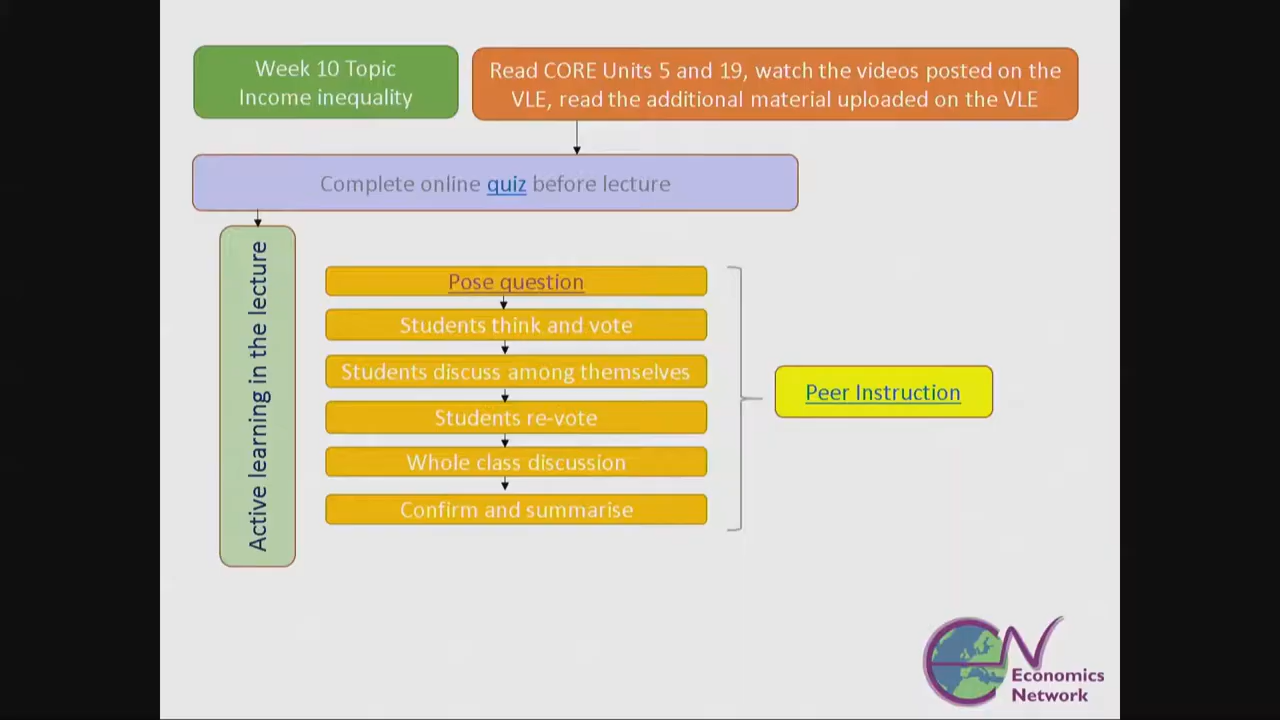 Week 10 Topic
Income inequality
Read CORE Units 5 and 19, watch the videos posted on the
VLE, read the additional material uploaded on the VLE
Complete online quiz before lecture
Active learning in the lecture
Pose question
Students think and vote
Students discuss among themselves
Students re-vote
Whole class discussion
Confirm and summarise
Peer Instruction
EN
Economics
Network